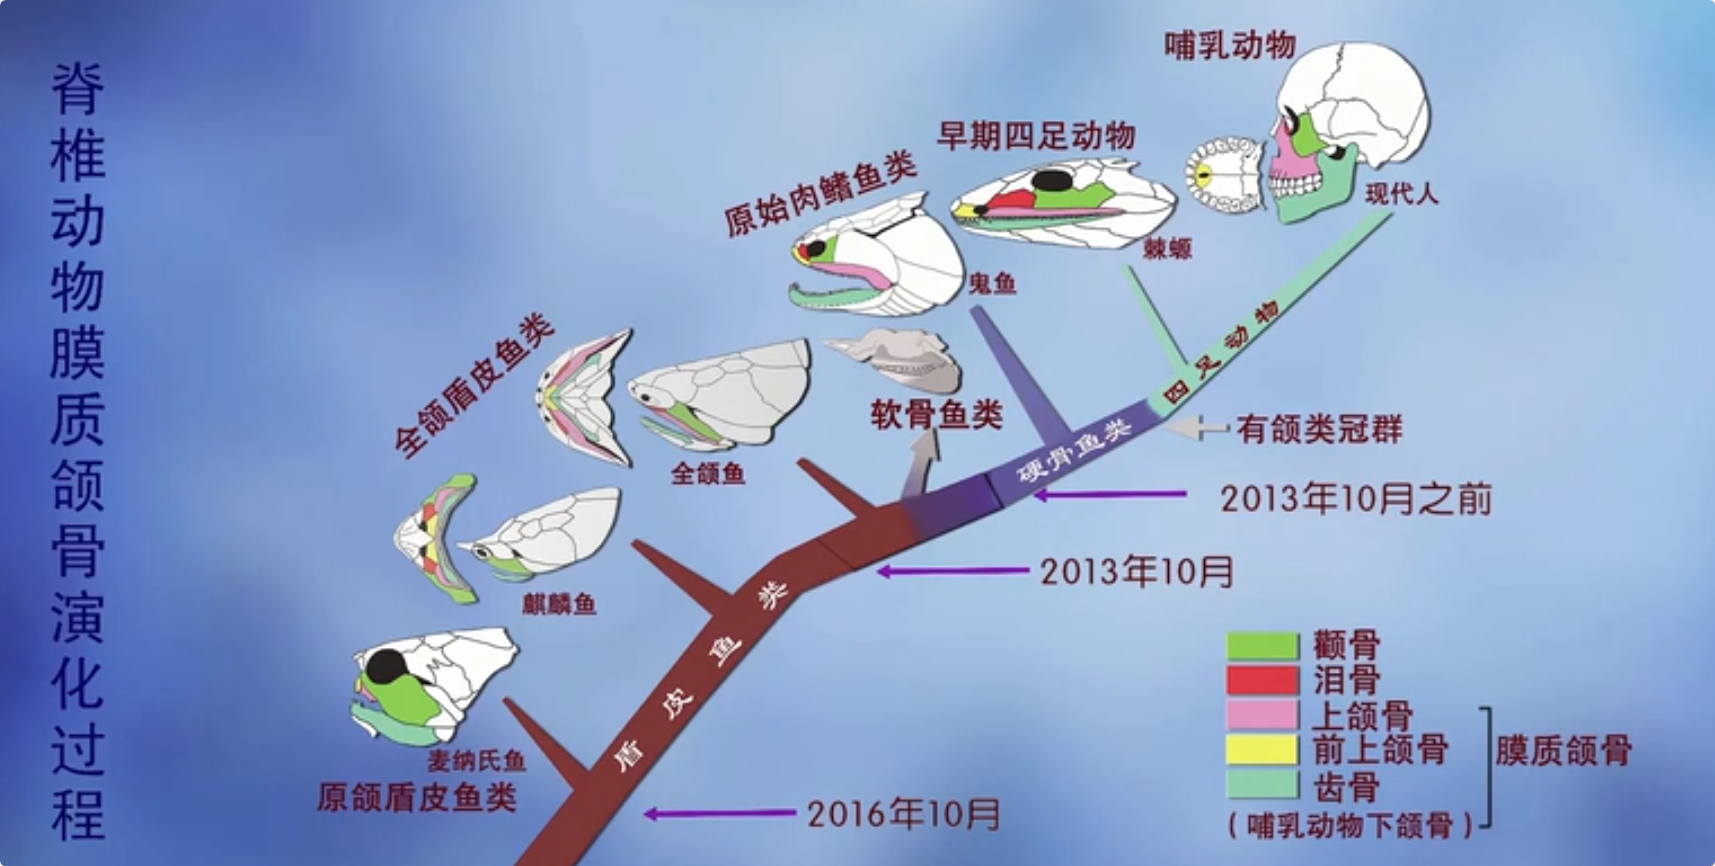 脊椎动物膜质颌骨演化过程
哺乳动物
现代人
早期四足动物
棘螈
原始肉鳍鱼类
鬼鱼
软骨鱼类
全颌盾皮鱼类
全颌鱼
麒麟鱼
麦纳氏鱼
原颌盾皮鱼类
盾皮鱼类
硬骨鱼类
四足动物
有颌类冠群
2013年10月之前
2013年10月
2016年10月
颧骨
泪骨
上颌骨
前上颌骨
齿骨
（哺乳动物下颌骨）
膜质颌骨